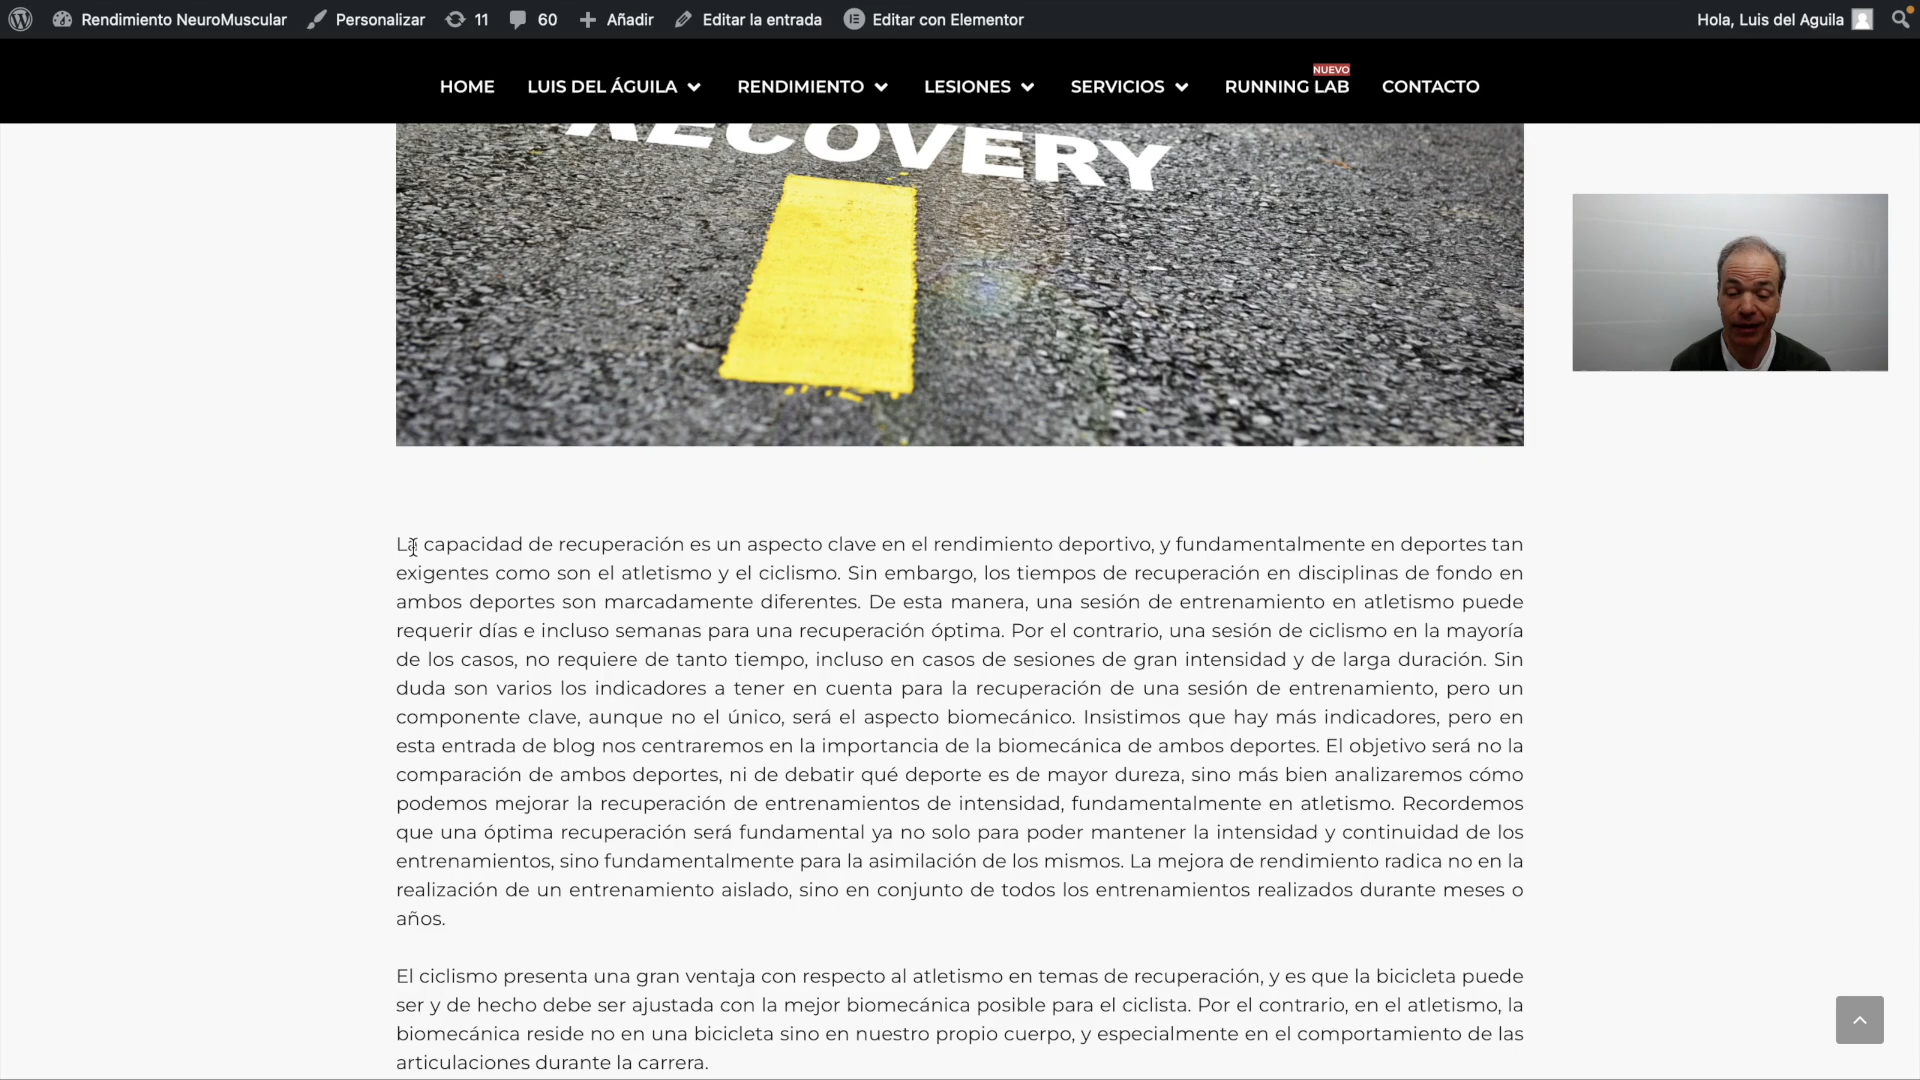 Rendimiento NeuroMuscular Personalizar 11 60 Añadir Editar la entrada Editar con Elementor Hola, Luis del Aguila
NUEVO
HOME LUIS DEL ÁGUILA RENDIMIENTO LESIONES SERVICIOS RUNNING LAB CONTACTO
RECOVERY
La capacidad de recuperación es un aspecto clave en el rendimiento deportivo, y fundamentalmente en deportes tan
exigentes como son el atletismo y el ciclismo. Sin embargo, los tiempos de recuperación en disciplinas de fondo en
ambos deportes son marcadamente diferentes. De esta manera, una sesión de entrenamiento en atletismo puede
requerir días e incluso semanas para una recuperación óptima. Por el contrario, una sesión de ciclismo en la mayoría
de los casos, no requiere de tanto tiempo, incluso en casos de sesiones de gran intensidad y de larga duración. Sin
duda son varios los indicadores a tener en cuenta para la recuperación de una sesión de entrenamiento, pero un
componente clave, aunque no el único, será el aspecto biomecánico. Insistimos que hay más indicadores, pero en
esta entrada de blog nos centraremos en la importancia de la biomecánica de ambos deportes. El objetivo será no la
comparación de ambos deportes, ni de debatir qué deporte es de mayor dureza, sino más bien analizaremos cómo
podemos mejorar la recuperación de entrenamientos de intensidad, fundamentalmente en atletismo. Recordemos
que una óptima recuperación será fundamental ya no solo para poder mantener la intensidad y continuidad de los
entrenamientos, sino fundamentalmente para la asimilación de los mismos. La mejora de rendimiento radica no en la
realización de un entrenamiento aislado, sino en conjunto de todos los entrenamientos realizados durante meses o
años.
El ciclismo presenta una gran ventaja con respecto al atletismo en temas de recuperación, y es que la bicicleta puede
ser y de hecho debe ser ajustada con la mejor biomecánica posible para el ciclista. Por el contrario, en el atletismo, la
biomecánica reside no en una bicicleta sino en nuestro propio cuerpo, y especialmente en el comportamiento de las
articulaciones durante la carrera.